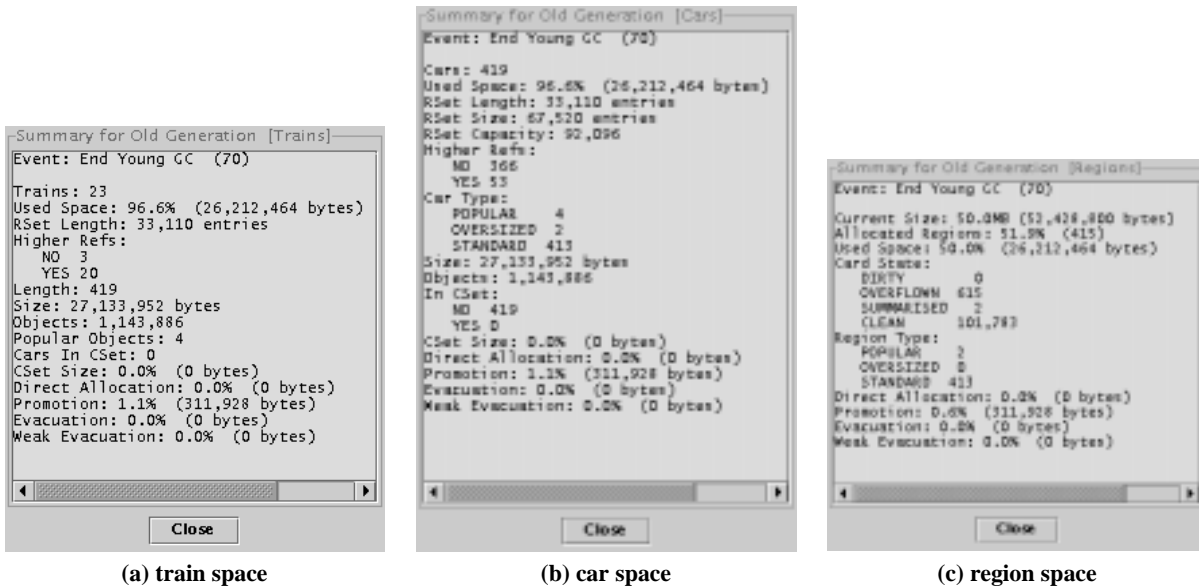 Summary for Old Generation [Trains]
Event: End Young GC (70)
Trains: 23
Used Space: 96.6% (26,212,464 bytes)
RSet Length: 33,110 entries
Higher Refs:
NO 3
YES 20
Length: 419
Size: 27,133,952 bytes
Objects: 1,143,886
Popular Objects: 4
Cars In CSet: 0
CSet Size: 0.0% (0 bytes)
Direct Allocation: 0.0% (0 bytes)
Promotion: 1.1% (311,928 bytes)
Evacuation: 0.0% (0 bytes)
Weak Evacuation: 0.0% (0 bytes)
Close
(a) train space
Summary for Old Generation [Cars]
Event: End Young GC (70)
Cars: 419
Used Space: 96.6% (26,212,464 bytes)
RSet Length: 33,110 entries
RSet Size: 67,520 entries
RSet Capacity: 92,096
Higher Refs:
NO 366
YES 53
Car Type:
POPULAR 4
OVERSIZED 2
STANDARD 413
Size: 27,133,952 bytes
Objects: 1,143,886
In CSet:
NO 419
YES 0
CSet Size: 0.0% (0 bytes)
Direct Allocation: 0.0% (0 bytes)
Promotion: 1.1% (311,928 bytes)
Evacuation: 0.0% (0 bytes)
Weak Evacuation: 0.0% (0 bytes)
Close
(b) car space
Summary for Old Generation [Regions]
Event: End Young GC (70)
Current Size: 50.0MB (52,428,800 bytes)
Allocated Regions: 51.9% (415)
Used Space: 50.0% (26,212,464 bytes)
Card State:
DIRTY 0
OVERFLOWN 615
SUMMARISED 2
CLEAN 101,783
Region Type:
POPULAR 2
OVERSIZED 0
STANDARD 413
Direct Allocation: 0.0% (0 bytes)
Promotion: 0.6% (311,928 bytes)
Evacuation: 0.0% (0 bytes)
Weak Evacuation: 0.0% (0 bytes)
Close
(c) region space